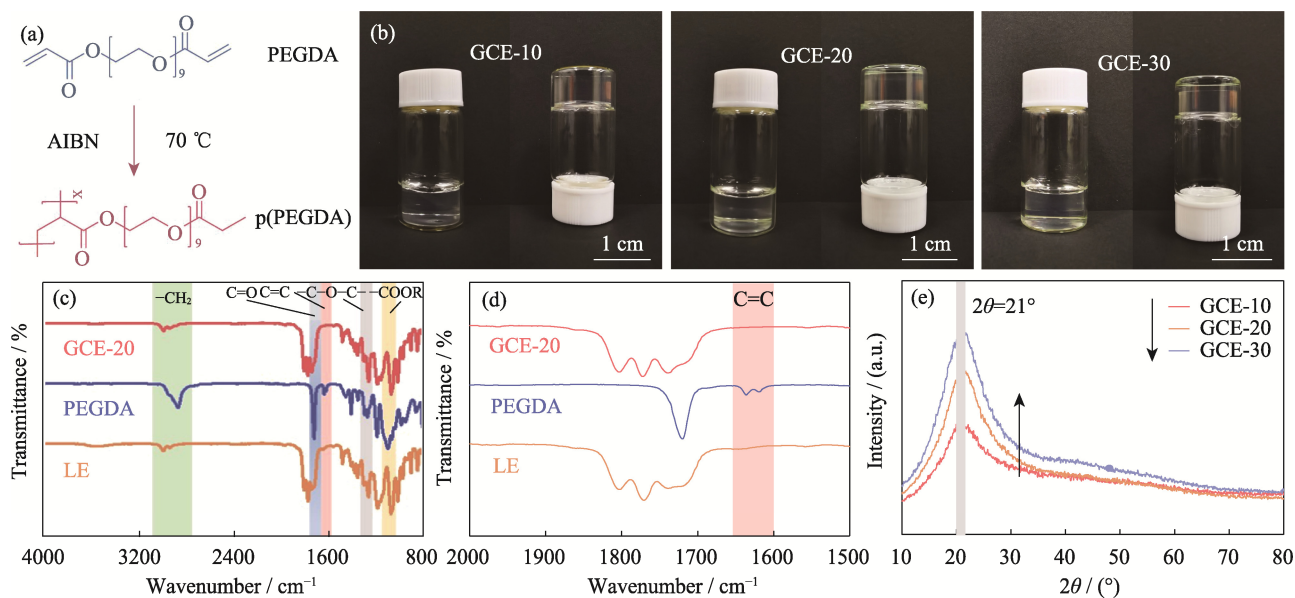 (a)
O
O
O
9
O
O
PEGDA
AIBN
70 ℃
x
O
O
O
9
O
p(PEGDA)
(b)
GCE-10
GCE-20
GCE-30
1 cm
1 cm
1 cm
(c)
−CH₂
C=O
C=C
−C−O−C−
−COOR
GCE-20
PEGDA
LE
Transmittance / %
4000
3200
2400
1600
800
Wavenumber / cm⁻¹
(d)
C=C
GCE-20
PEGDA
LE
Transmittance / %
2000
1900
1800
1700
1600
1500
Wavenumber / cm⁻¹
(e)
2θ=21°
GCE-10
GCE-20
GCE-30
Intensity / (a.u.)
10
20
30
40
50
60
70
80
2θ / (°)